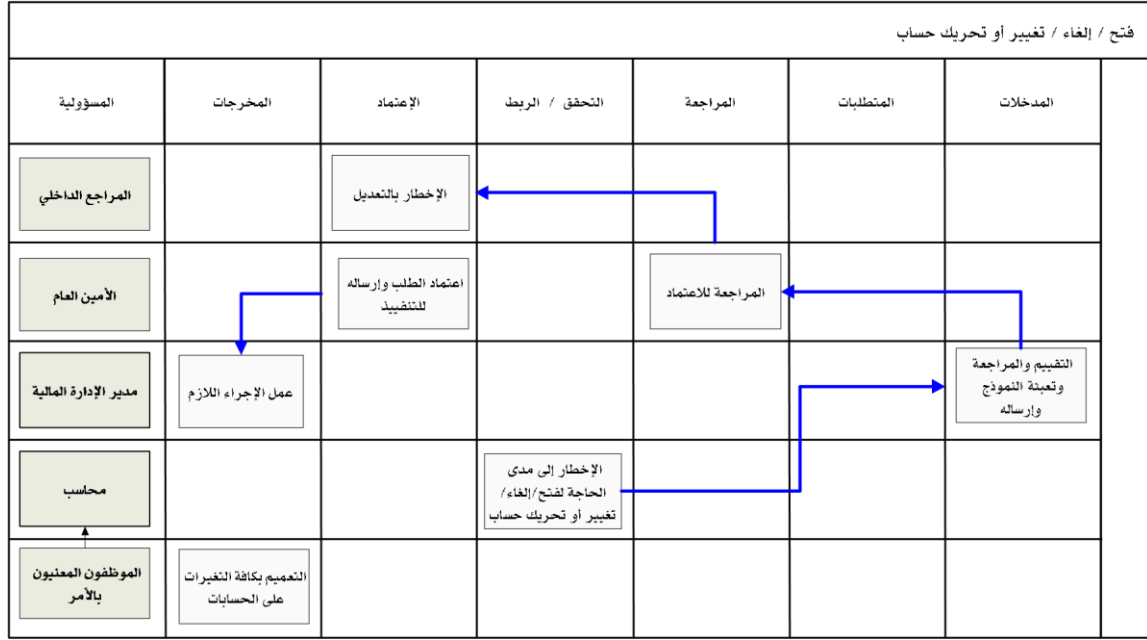 فتح / إلغاء / تغيير أو تحريك حساب
المدخلات
المتطلبات
المراجعة
التحقق / الربط
الإعتماد
المخرجات
المسؤولية
الإخطار بالتعديل
المراجع الداخلي
المراجعة للاعتماد
اعتماد الطلب وإرساله
للتنفييذ
الأمين العام
التقييم والمراجعة
وتعبئة النموذج
وإرساله
عمل الإجراء اللازم
مدير الإدارة المالية
الإخطار إلى مدى
الحاجة لفتح/إلغاء/
تغيير أو تحريك حساب
محاسب
التعميم بكافة التغيرات
على الحسابات
الموظفون المعنيون
بالأمر